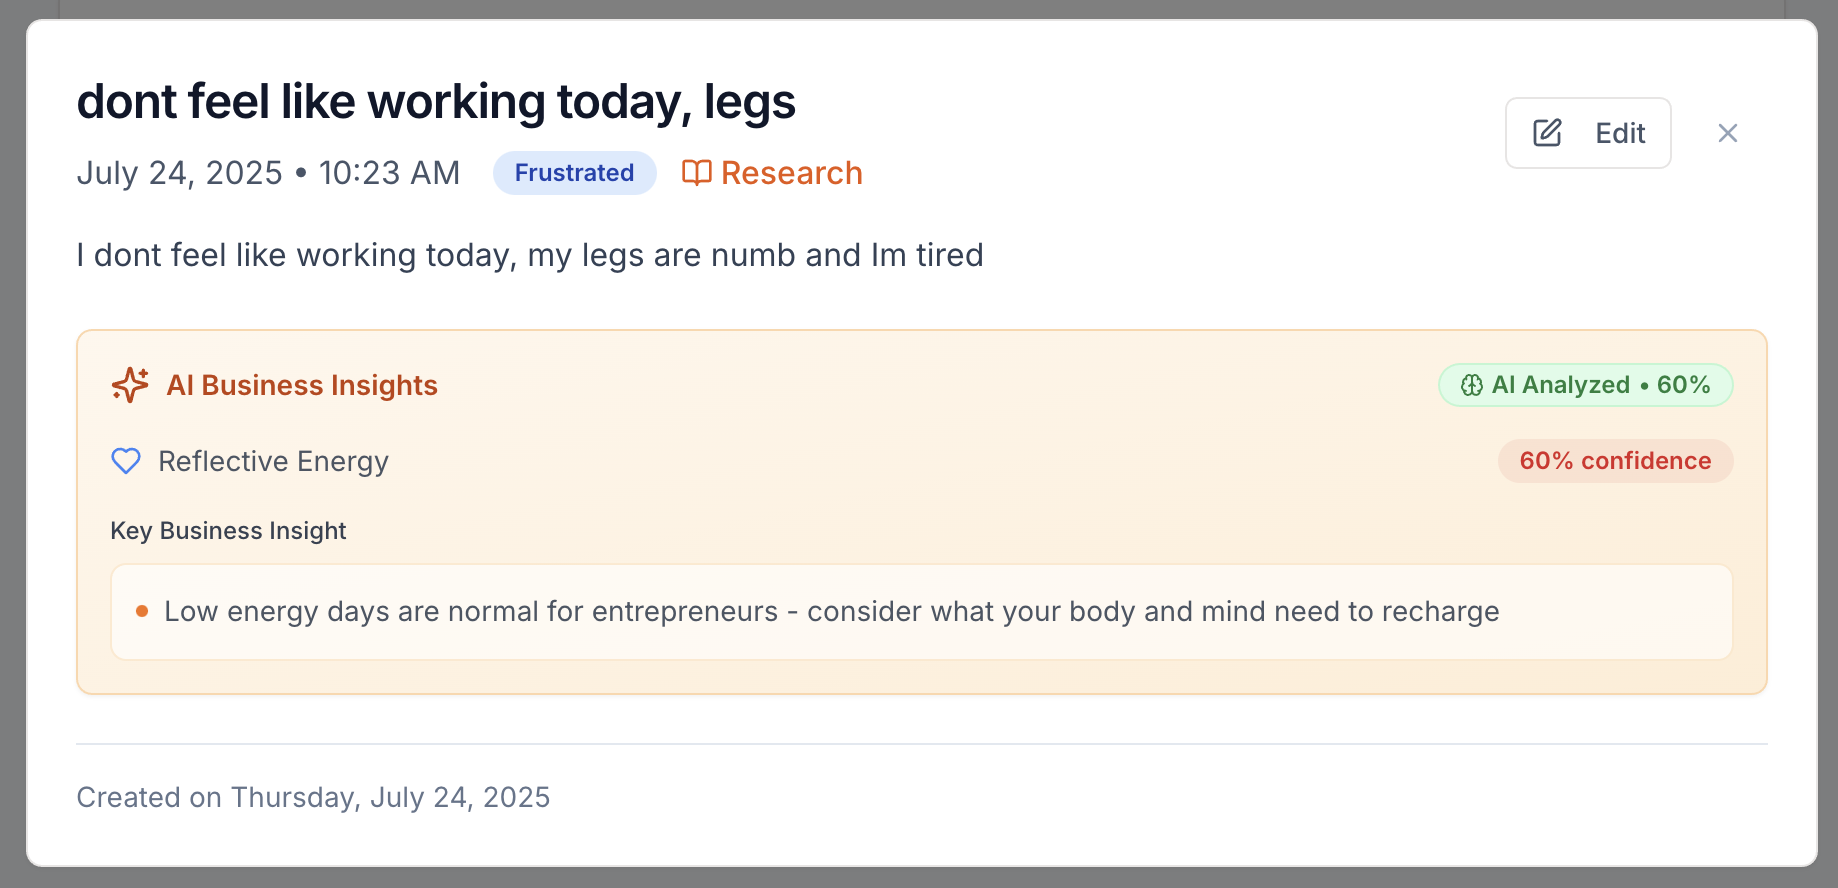 dont feel like working today, legs
Edit
July 24, 2025 • 10:23 AM Frustrated Research
I dont feel like working today, my legs are numb and Im tired
AI Business Insights AI Analyzed • 60%
Reflective Energy 60% confidence
Key Business Insight
• Low energy days are normal for entrepreneurs - consider what your body and mind need to recharge
Created on Thursday, July 24, 2025